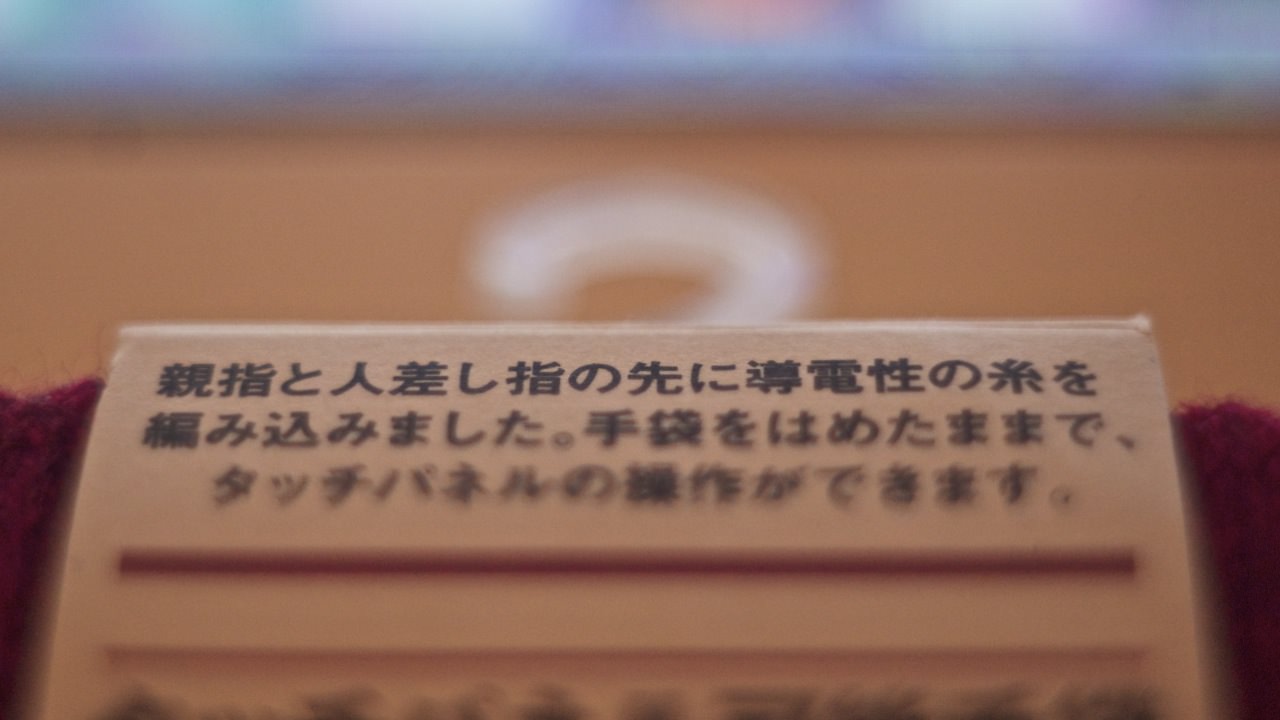 親指と人差し指の先に導電性の糸を
編み込みました。手袋をはめたままで、
タッチパネルの操作ができます。